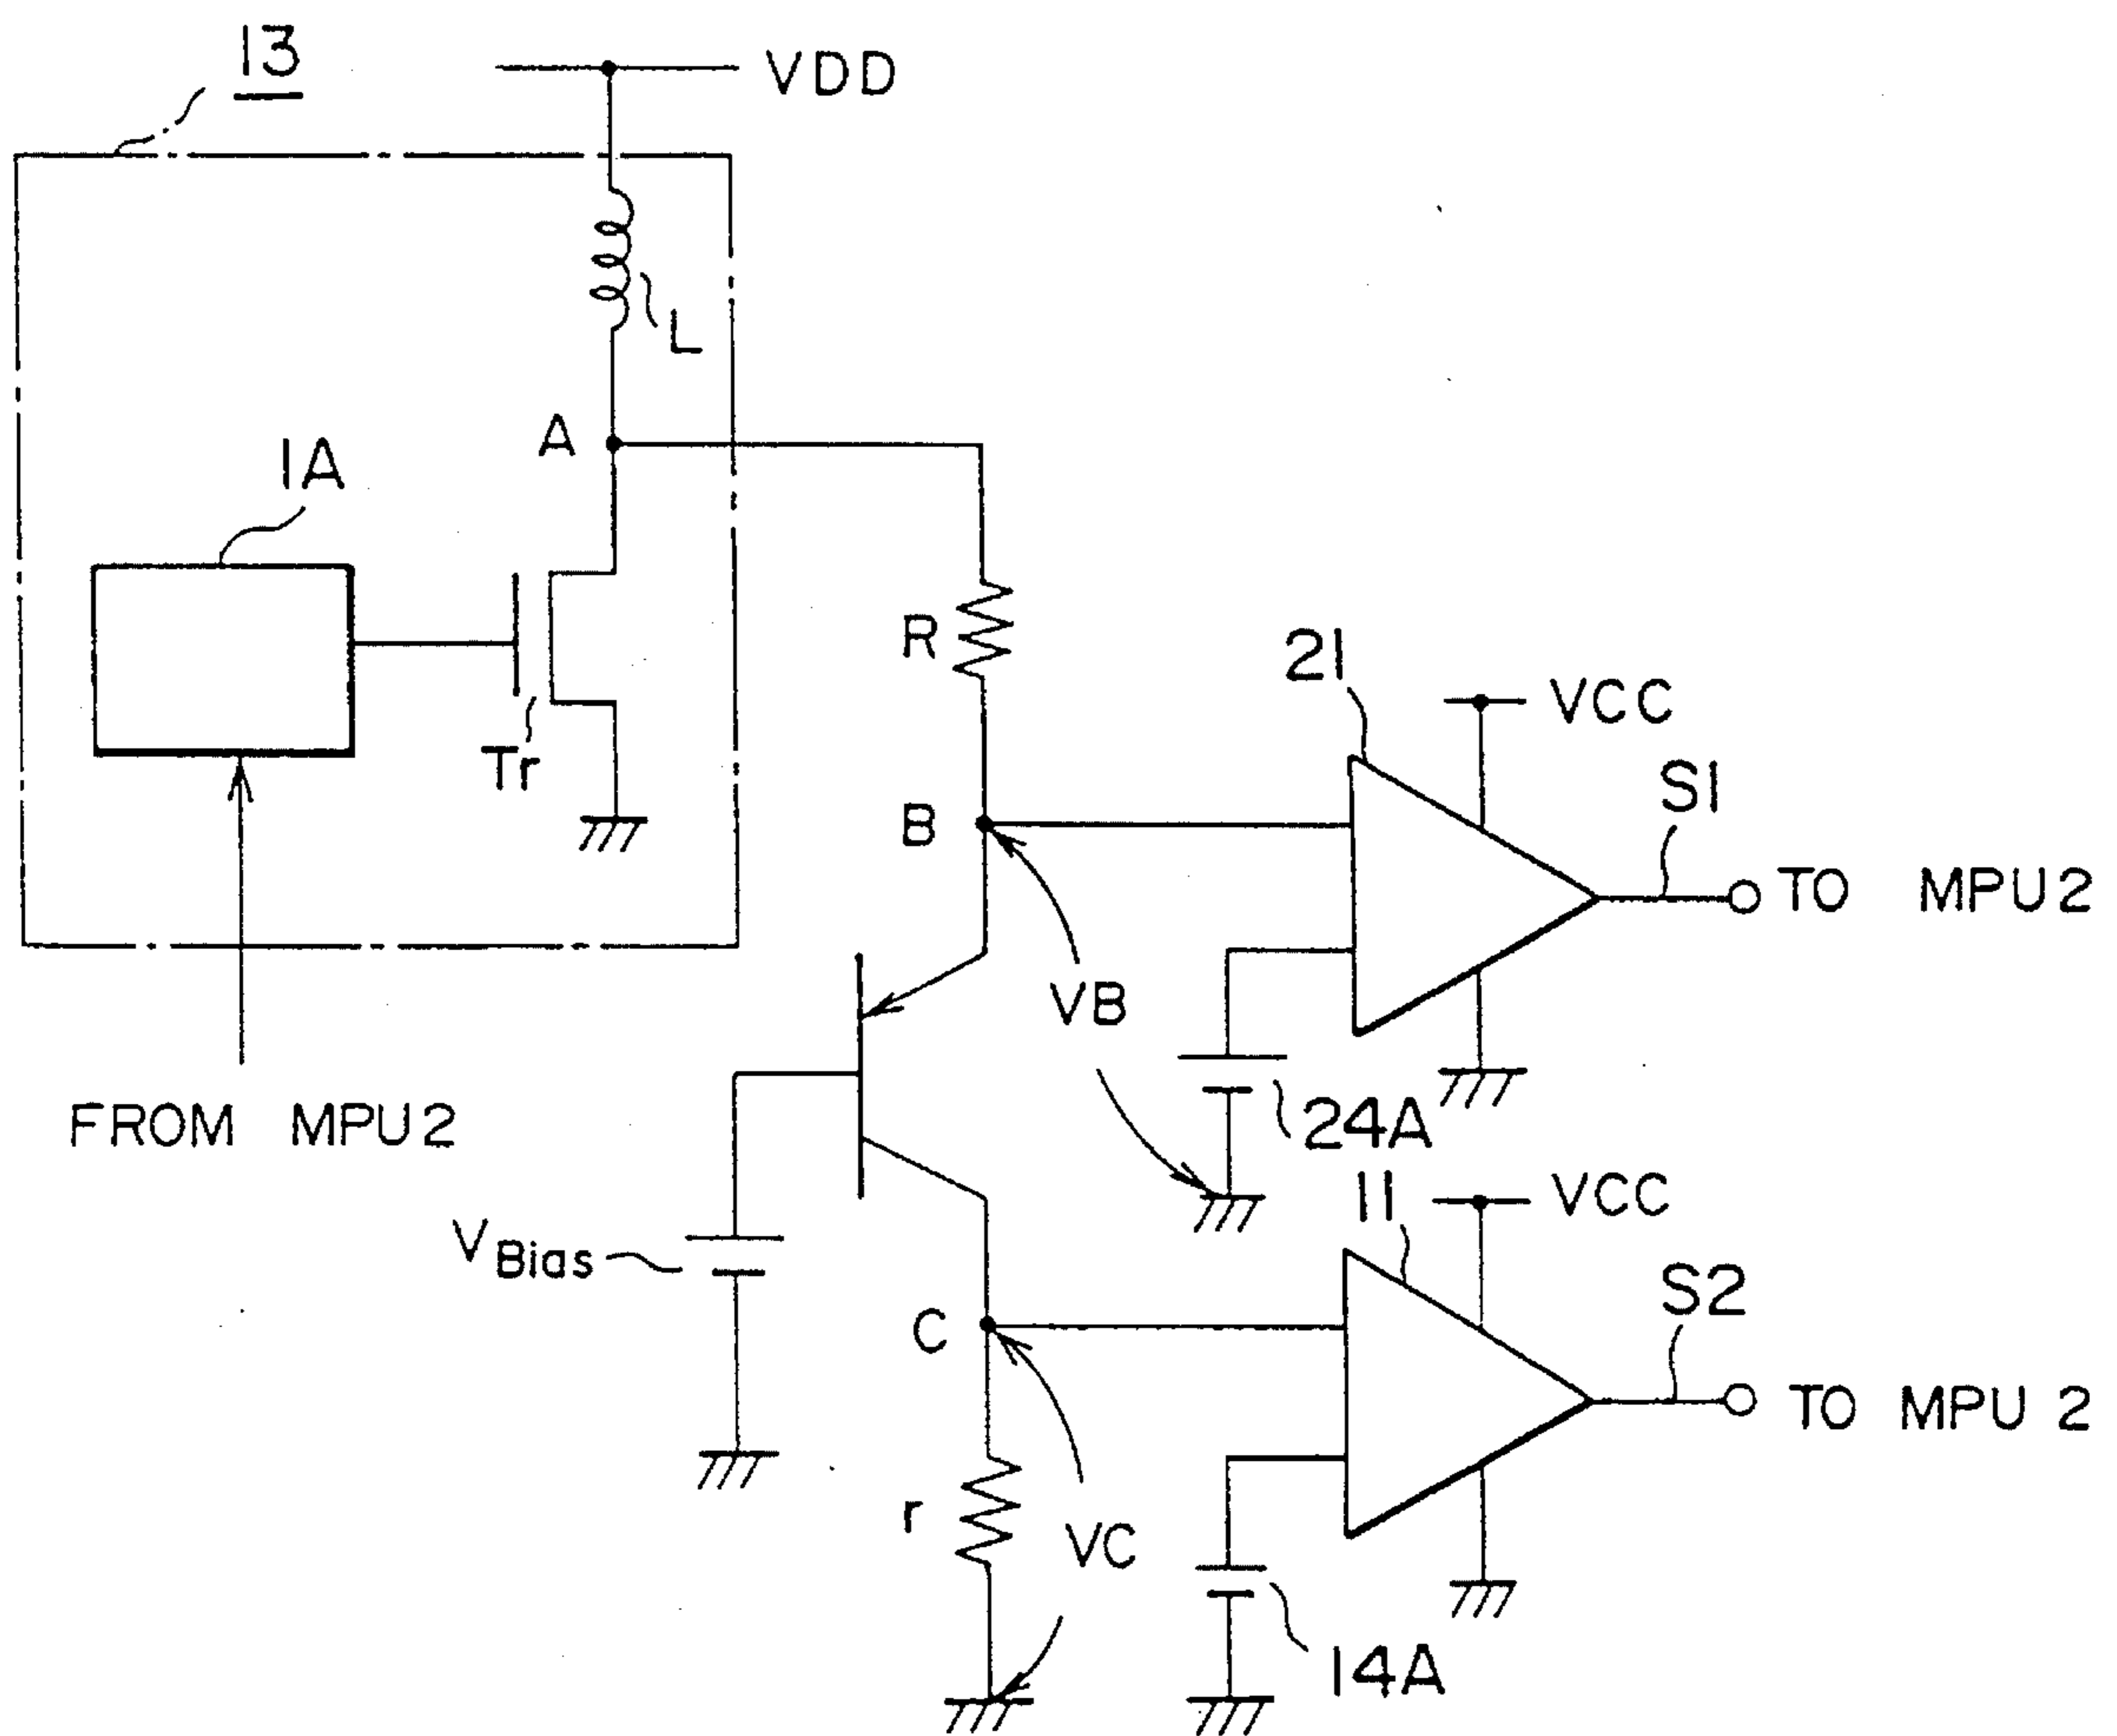 13
VDD
L
A
1A
R
21
VCC
Tr
S1
B
TO MPU2
VB
24A
FROM MPU2
11
VCC
VBias
S2
C
TO MPU 2
r
VC
14A